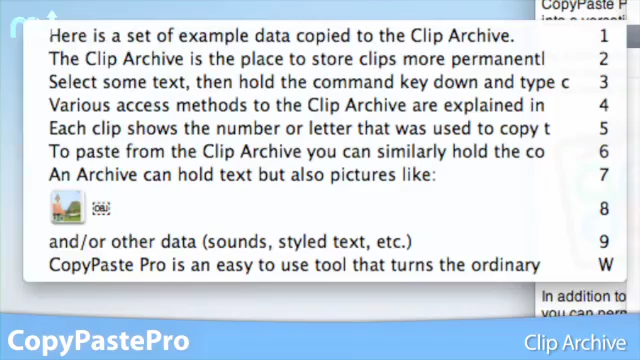 CopyPaste P
Here is a set of example data copied to the Clip Archive. 1
The Clip Archive is the place to store clips more permanentl 2
Select some text, then hold the command key down and type c 3
Various access methods to the Clip Archive are explained in 4
Each clip shows the number or letter that was used to copy t 5
To paste from the Clip Archive you can similarly hold the co 6
An Archive can hold text but also pictures like: 7
OBJ 8
and/or other data (sounds, styled text, etc.) 9
CopyPaste Pro is an easy to use tool that turns the ordinary W
In addition to
you can perm
CopyPastePro
Clip Archive